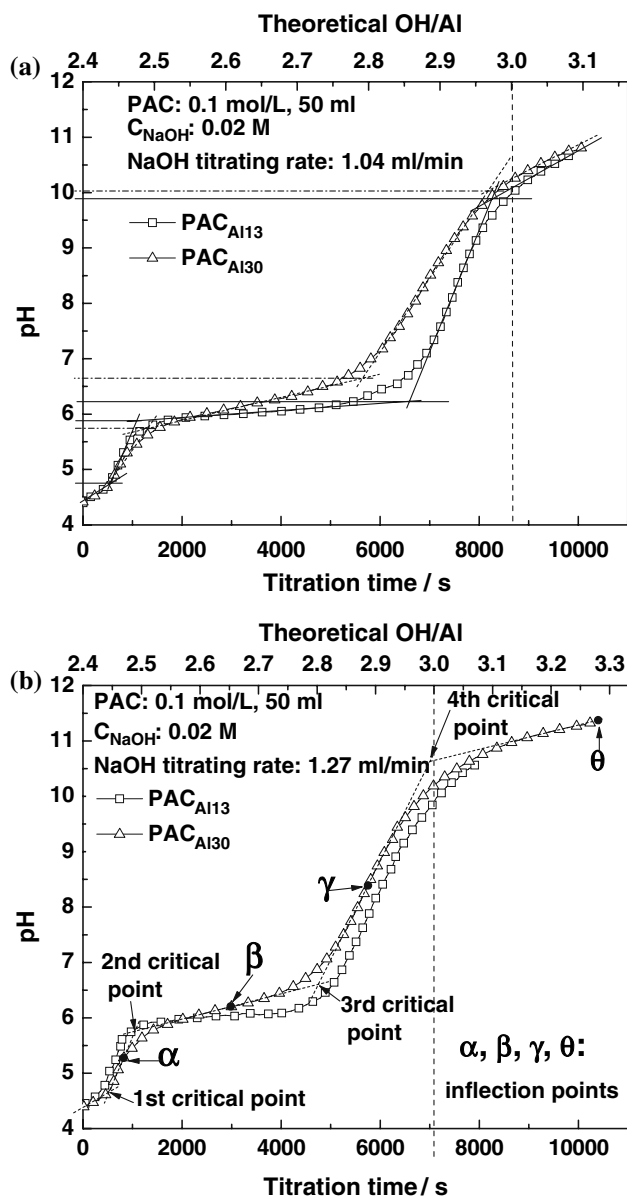 Theoretical OH/Al
2.4 2.5 2.6 2.7 2.8 2.9 3.0 3.1
(a)
PAC: 0.1 mol/L, 50 ml
C_NaOH: 0.02 M
NaOH titrating rate: 1.04 ml/min
PAC_Al13
PAC_Al30
pH
12
11
10
9
8
7
6
5
4
0 2000 4000 6000 8000 10000
Titration time / s
Theoretical OH/Al
2.4 2.5 2.6 2.7 2.8 2.9 3.0 3.1 3.2 3.3
(b)
PAC: 0.1 mol/L, 50 ml
C_NaOH: 0.02 M
NaOH titrating rate: 1.27 ml/min
PAC_Al13
PAC_Al30
4th critical
point
θ
γ
β
2nd critical
point
α
3rd critical
point
1st critical point
α, β, γ, θ:
inflection points
pH
12
11
10
9
8
7
6
5
4
0 2000 4000 6000 8000 10000
Titration time / s